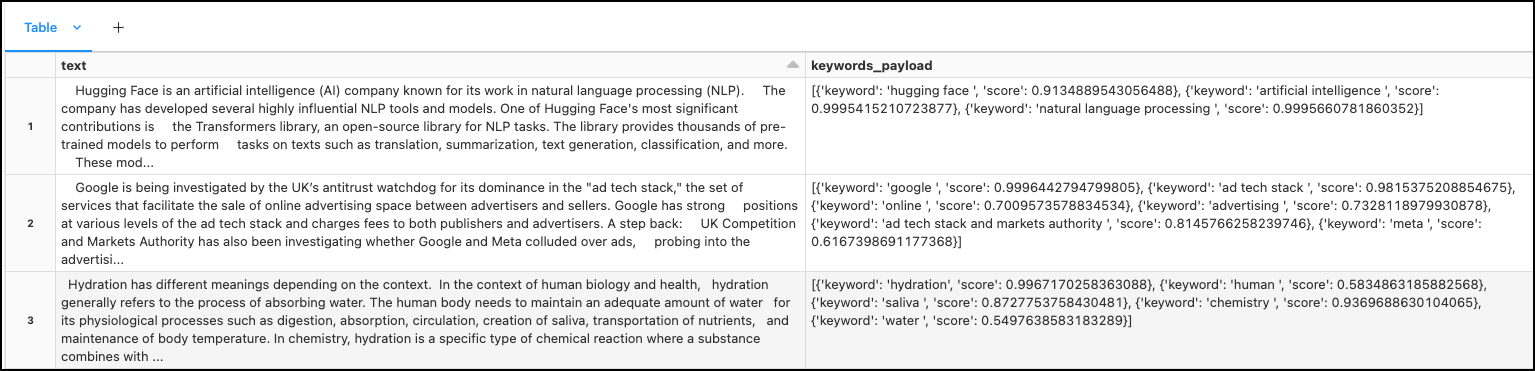 Table
+
text
keywords_payload
1
Hugging Face is an artificial intelligence (AI) company known for its work in natural language processing (NLP). The
company has developed several highly influential NLP tools and models. One of Hugging Face's most significant
contributions is the Transformers library, an open-source library for NLP tasks. The library provides thousands of pre-
trained models to perform tasks on texts such as translation, summarization, text generation, classification, and more.
These mod...
[{'keyword': 'hugging face ', 'score': 0.9134889543056488}, {'keyword': 'artificial intelligence ', 'score':
0.9995415210723877}, {'keyword': 'natural language processing ', 'score': 0.9995660781860352}]
2
Google is being investigated by the UK’s antitrust watchdog for its dominance in the "ad tech stack," the set of
services that facilitate the sale of online advertising space between advertisers and sellers. Google has strong positions
at various levels of the ad tech stack and charges fees to both publishers and advertisers. A step back: UK Competition
and Markets Authority has also been investigating whether Google and Meta colluded over ads, probing into the
advertisi...
[{'keyword': 'google ', 'score': 0.9996442794799805}, {'keyword': 'ad tech stack ', 'score': 0.9815375208854675},
{'keyword': 'online ', 'score': 0.7009573578834534}, {'keyword': 'advertising ', 'score': 0.7328118979930878},
{'keyword': 'ad tech stack and markets authority ', 'score': 0.8145766258239746}, {'keyword': 'meta ', 'score':
0.6167398691177368}]
3
Hydration has different meanings depending on the context. In the context of human biology and health, hydration
generally refers to the process of absorbing water. The human body needs to maintain an adequate amount of water for
its physiological processes such as digestion, absorption, circulation, creation of saliva, transportation of nutrients, and
maintenance of body temperature. In chemistry, hydration is a specific type of chemical reaction where a substance
combines with ...
[{'keyword': 'hydration', 'score': 0.9967170258363088}, {'keyword': 'human ', 'score': 0.5834863185882568},
{'keyword': 'saliva ', 'score': 0.8727753758430481}, {'keyword': 'chemistry ', 'score': 0.9369688630104065},
{'keyword': 'water ', 'score': 0.5497638583183289}]